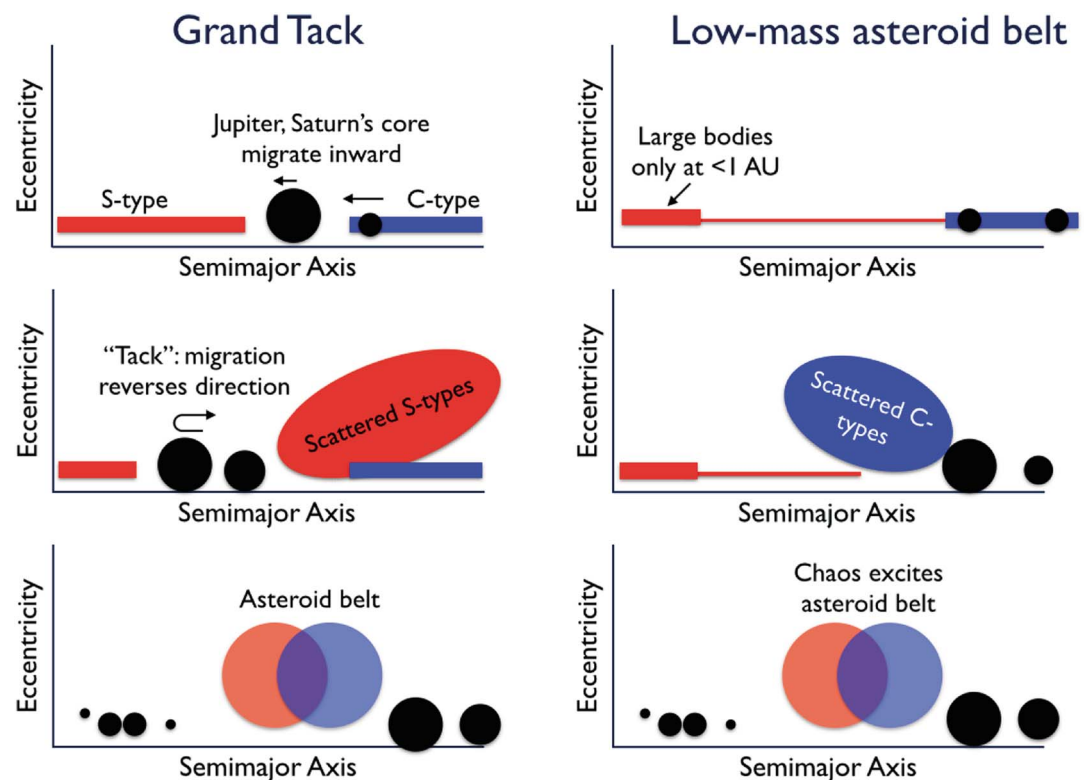 Grand Tack
Eccentricity
Jupiter, Saturn's core
migrate inward
S-type
C-type
Semimajor Axis
Eccentricity
"Tack": migration
reverses direction
Scattered S-types
Semimajor Axis
Eccentricity
Asteroid belt
Semimajor Axis
Low-mass asteroid belt
Eccentricity
Large bodies
only at <1 AU
Semimajor Axis
Eccentricity
Scattered C-
types
Semimajor Axis
Eccentricity
Chaos excites
asteroid belt
Semimajor Axis